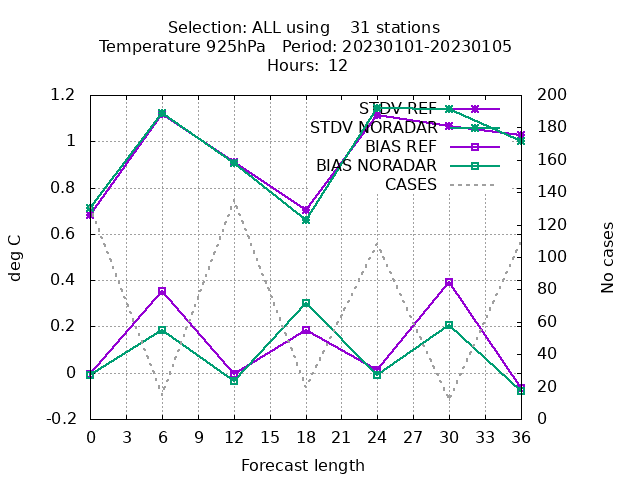 Selection: ALL using 31 stations
Temperature 925hPa Period: 20230101-20230105
Hours: 12
deg C
1.2
1
0.8
0.6
0.4
0.2
0
-0.2
STDV REF
STDV NORADAR
BIAS REF
BIAS NORADAR
CASES
200
180
160
140
120
100
80
60
40
20
0
No cases
0 3 6 9 12 15 18 21 24 27 30 33 36
Forecast length